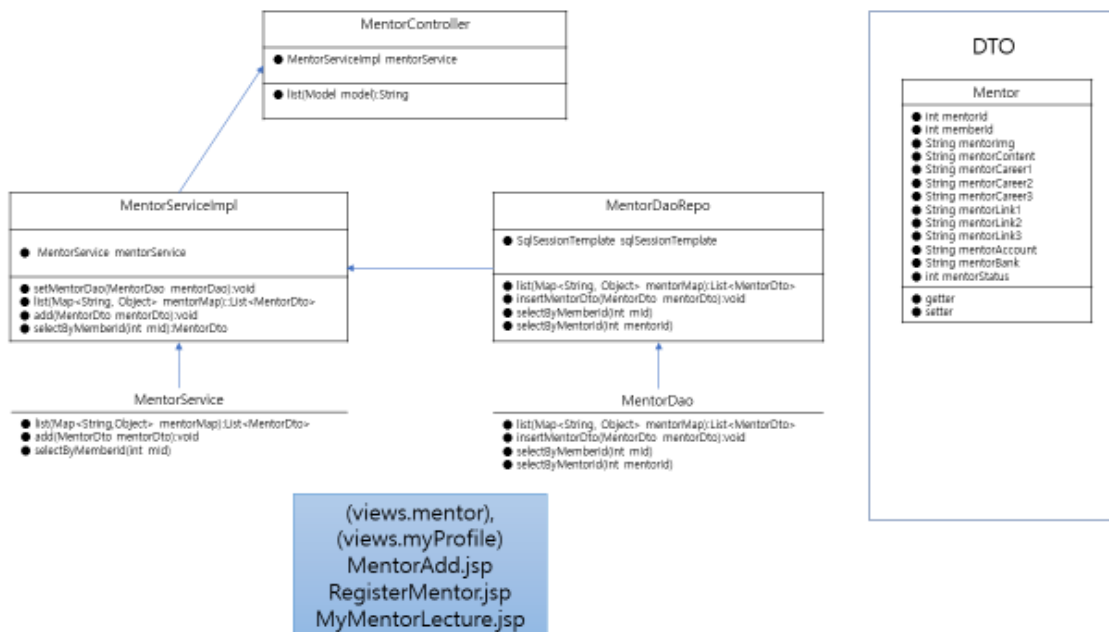 MentorController
● MentorServiceImpl mentorService
● list(Model model):String
DTO
Mentor
● int mentorId
● int memberId
● String mentorImg
● String mentorContent
● String mentorCareer1
● String mentorCareer2
● String mentorCareer3
● String mentorLink1
● String mentorLink2
● String mentorLink3
● String mentorAccount
● String mentorBank
● int mentorStatus
● getter
● setter
MentorServiceImpl
● MentorService mentorService
● setMentorDao(MentorDao mentorDao):void
● list(Map<String, Object> mentorMap)::List<MentorDto>
● add(MentorDto mentorDto):void
● selectByMemberId(int mid):MentorDto
MentorDaoRepo
● SqlSessionTemplate sqlSessionTemplate
● list(Map<String, Object> mentorMap):List<MentorDto>
● insertMentorDto(MentorDto mentorDto):void
● selectByMemberId(int mid)
● selectByMentorId(int mentorId)
MentorService
● list(Map<String,Object> mentorMap):List<MentorDto>
● add(MentorDto mentorDto):void
● selectByMemberId(int mid)
MentorDao
● list(Map<String, Object> mentorMap):List<MentorDto>
● insertMentorDto(MentorDto mentorDto):void
● selectByMemberId(int mid)
● selectByMentorId(int mentorId)
(views.mentor),
(views.myProfile)
MentorAdd.jsp
RegisterMentor.jsp
MyMentorLecture.jsp